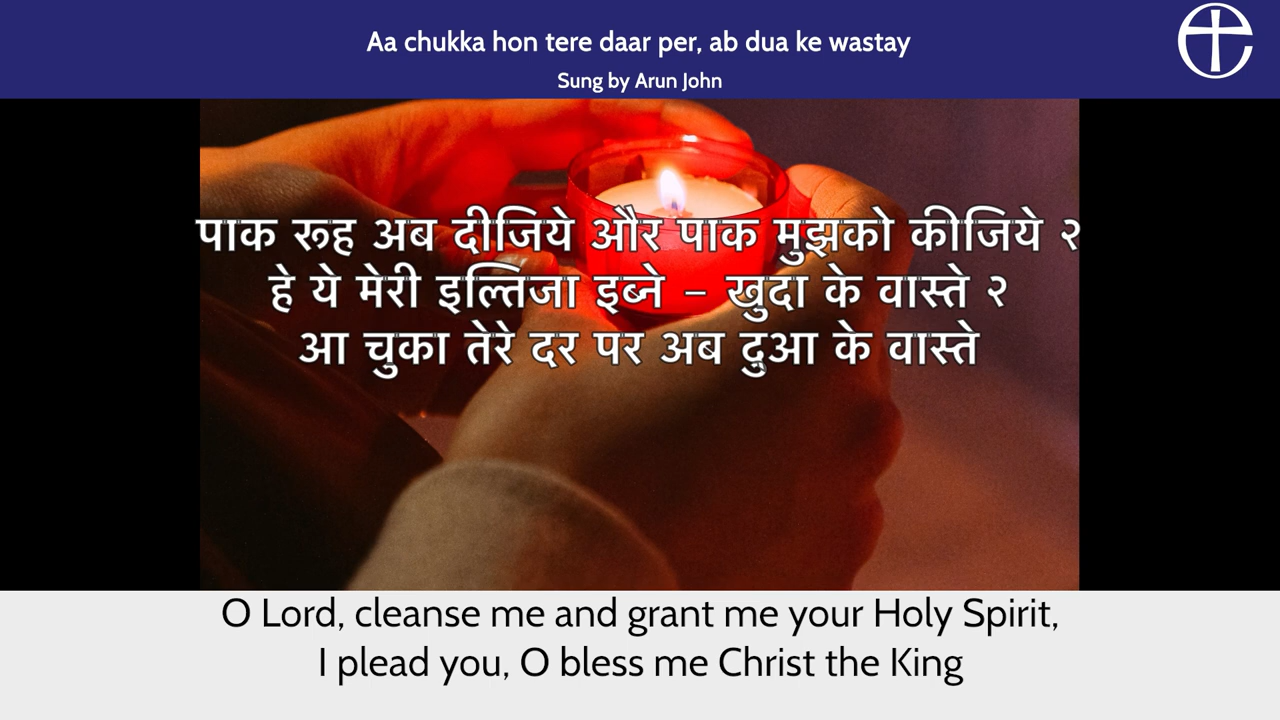 Aa chukka hon tere daar per, ab dua ke wastay
Sung by Arun John
पाक रूह अब दीजिये और पाक मुझको कीजिये २
हे ये मेरी इल्तिजा इब्ने – खुदा के वास्ते २
आ चुका तेरे दर पर अब दुआ के वास्ते
O Lord, cleanse me and grant me your Holy Spirit,
I plead you, O bless me Christ the King